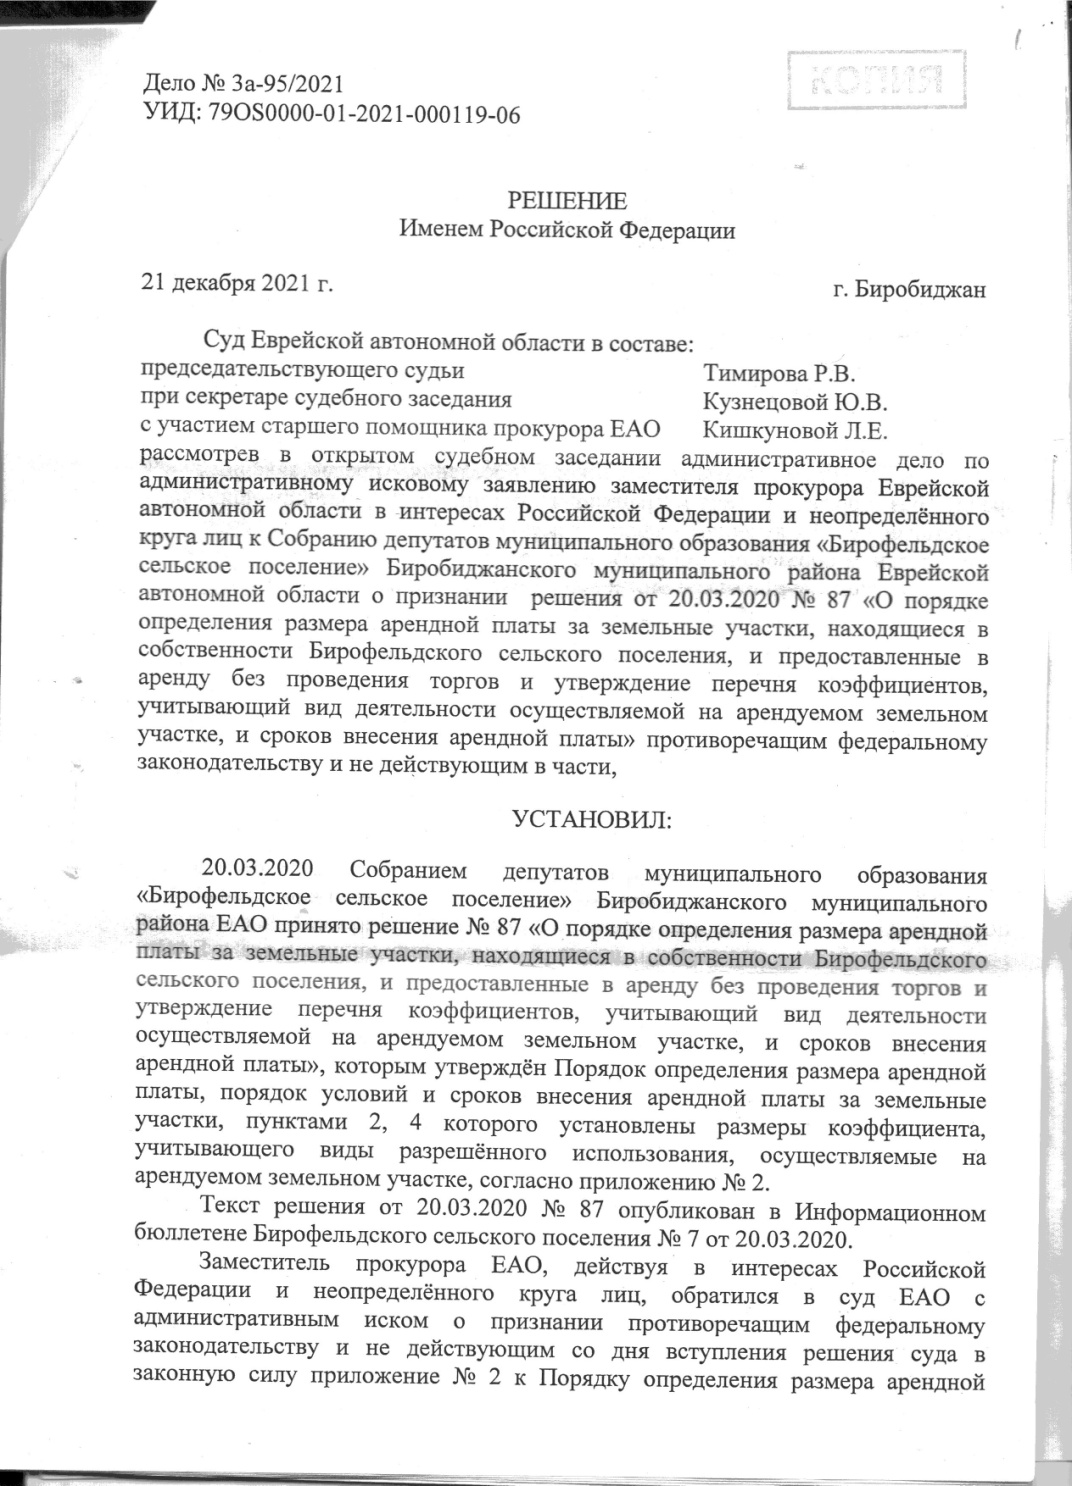 Дело № 3а-95/2021
КОПИЯ
УИД: 79OS0000-01-2021-000119-06
РЕШЕНИЕ
Именем Российской Федерации
21 декабря 2021 г.
г. Биробиджан
Суд Еврейской автономной области в составе:
председательствующего судьи Тимирова Р.В.
при секретаре судебного заседания Кузнецовой Ю.В.
с участием старшего помощника прокурора ЕАО Кишкуновой Л.Е.
рассмотрев в открытом судебном заседании административное дело по
административному исковому заявлению заместителя прокурора Еврейской
автономной области в интересах Российской Федерации и неопределённого
круга лиц к Собранию депутатов муниципального образования «Бирофельдское
сельское поселение» Биробиджанского муниципального района Еврейской
автономной области о признании решения от 20.03.2020 № 87 «О порядке
определения размера арендной платы за земельные участки, находящиеся в
собственности Бирофельдского сельского поселения, и предоставленные в
аренду без проведения торгов и утверждение перечня коэффициентов,
учитывающий вид деятельности осуществляемой на арендуемом земельном
участке, и сроков внесения арендной платы» противоречащим федеральному
законодательству и не действующим в части,
УСТАНОВИЛ:
20.03.2020 Собранием депутатов муниципального образования
«Бирофельдское сельское поселение» Биробиджанского муниципального
района ЕАО принято решение № 87 «О порядке определения размера арендной
платы за земельные участки, находящиеся в собственности Бирофельдского
сельского поселения, и предоставленные в аренду без проведения торгов и
утверждение перечня коэффициентов, учитывающий вид деятельности
осуществляемой на арендуемом земельном участке, и сроков внесения
арендной платы», которым утверждён Порядок определения размера арендной
платы, порядок условий и сроков внесения арендной платы за земельные
участки, пунктами 2, 4 которого установлены размеры коэффициента,
учитывающего виды разрешённого использования, осуществляемые на
арендуемом земельном участке, согласно приложению № 2.
Текст решения от 20.03.2020 № 87 опубликован в Информационном
бюллетене Бирофельдского сельского поселения № 7 от 20.03.2020.
Заместитель прокурора ЕАО, действуя в интересах Российской
Федерации и неопределённого круга лиц, обратился в суд ЕАО с
административным иском о признании противоречащим федеральному
законодательству и не действующим со дня вступления решения суда в
законную силу приложение № 2 к Порядку определения размера арендной